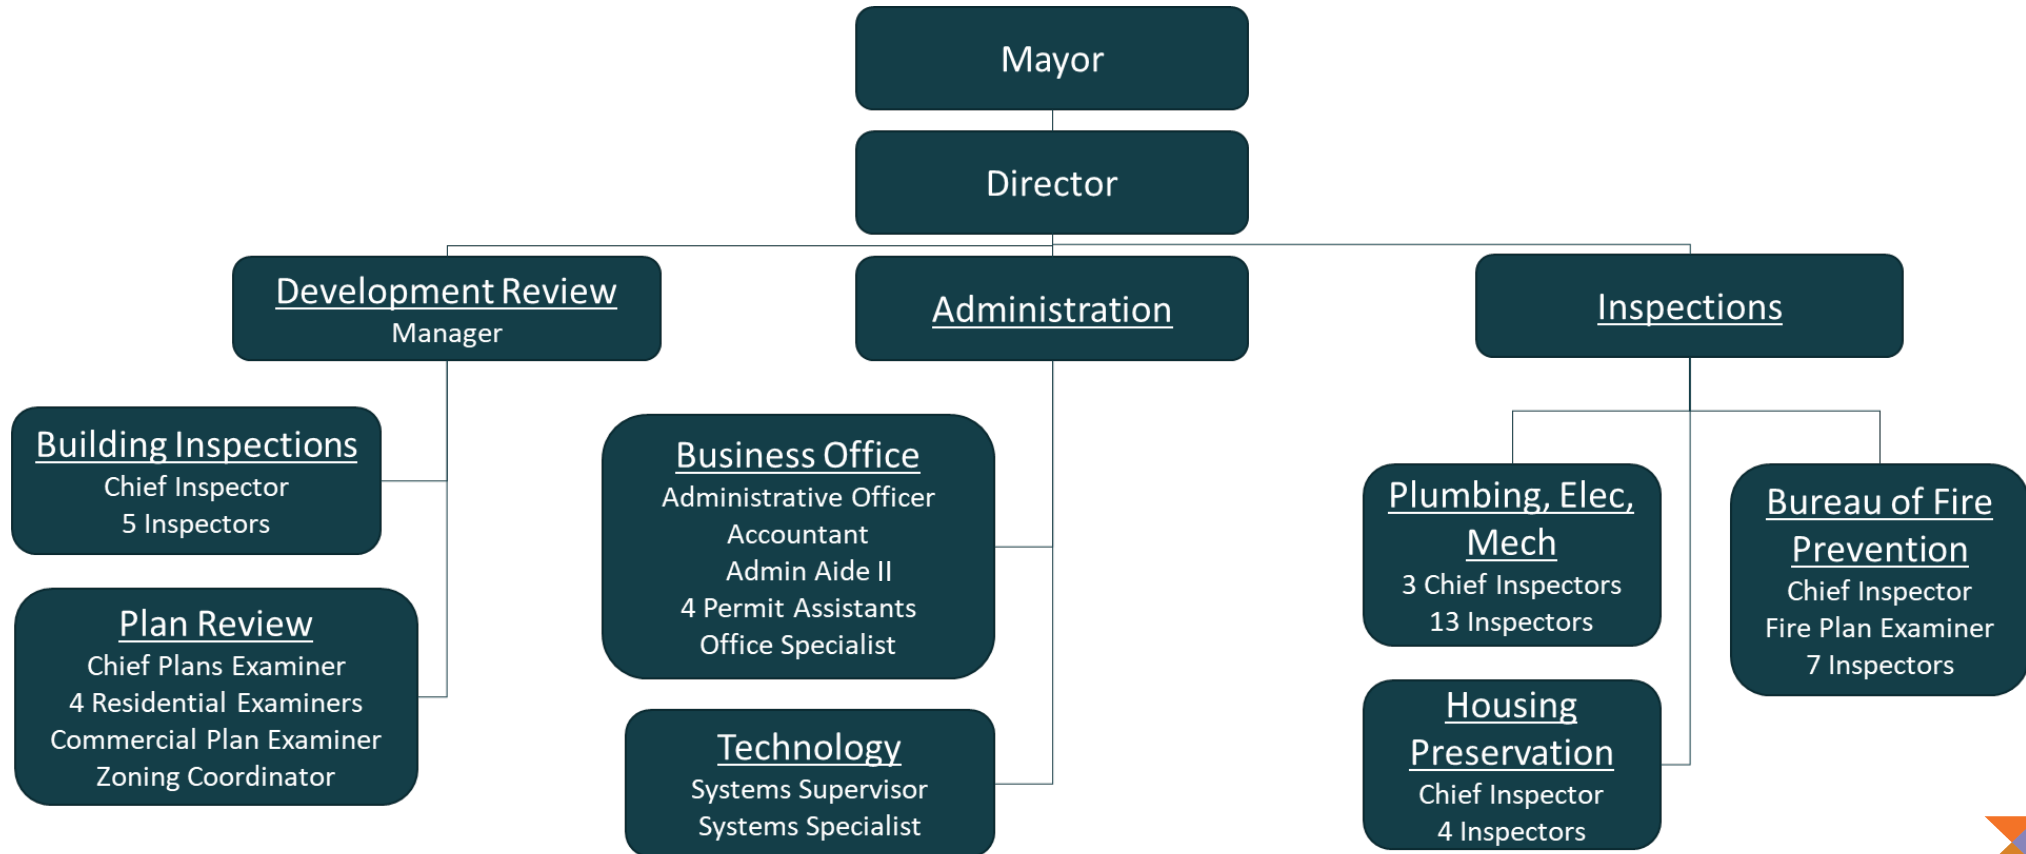 Mayor
Director
Development Review
Manager
Administration
Inspections
Building Inspections
Chief Inspector
5 Inspectors
Plan Review
Chief Plans Examiner
4 Residential Examiners
Commercial Plan Examiner
Zoning Coordinator
Business Office
Administrative Officer
Accountant
Admin Aide II
4 Permit Assistants
Office Specialist
Technology
Systems Supervisor
Systems Specialist
Plumbing, Elec,
Mech
3 Chief Inspectors
13 Inspectors
Housing
Preservation
Chief Inspector
4 Inspectors
Bureau of Fire
Prevention
Chief Inspector
Fire Plan Examiner
7 Inspectors